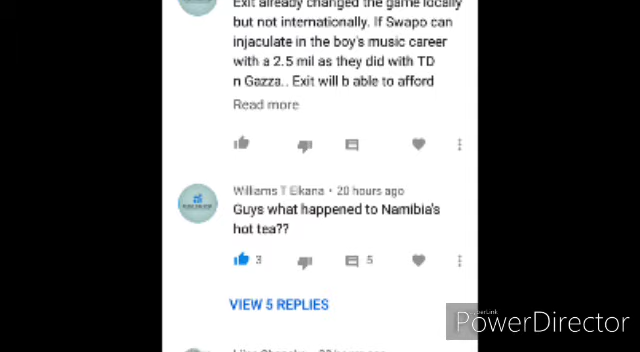 Exit already changed the game locally
but not internationally. If Swapo can
injaculate in the boy's music career
with a 2.5 mil as they did with TD
n Gazza.. Exit will b able to afford
Read more
Williams T Elkana • 20 hours ago
Guys what happened to Namibia's
hot tea??
3
5
VIEW 5 REPLIES
PowerDirector